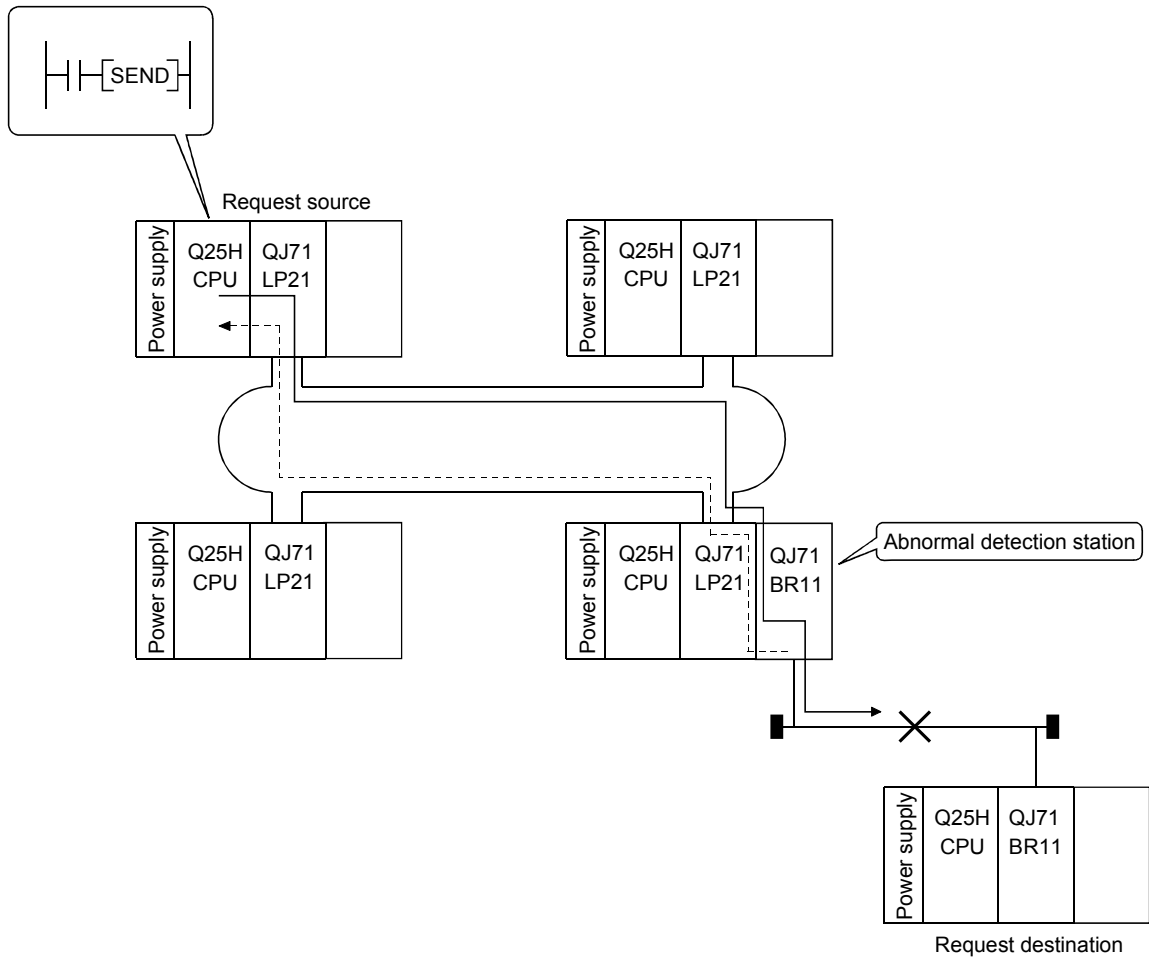 SEND
Request source
Power supply
Q25H
CPU
QJ71
LP21
Power supply
Q25H
CPU
QJ71
LP21
Power supply
Q25H
CPU
QJ71
LP21
Power supply
Q25H
CPU
QJ71
LP21
QJ71
BR11
Abnormal detection station
Power supply
Q25H
CPU
QJ71
BR11
Request destination